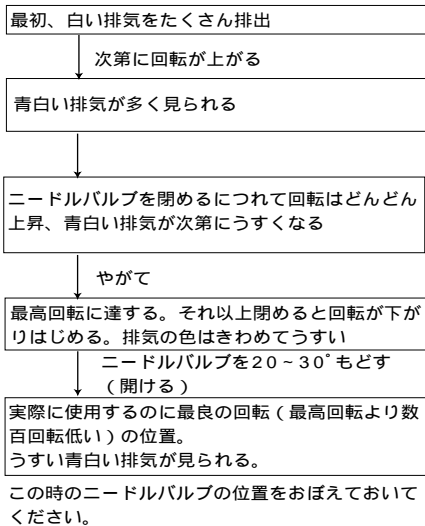 最初、白い排気をたくさん排出
次第に回転が上がる
青白い排気が多く見られる
ニードルバルブを閉めるにつれて回転はどんどん
上昇、青白い排気が次第にうすくなる
やがて
最高回転に達する。それ以上閉めると回転が下が
りはじめる。排気の色はきわめてうすい
ニードルバルブを20~30°もどす
(開ける)
実際に使用するのに最良の回転(最高回転より数
百回転低い)の位置。
うすい青白い排気が見られる。
この時のニードルバルブの位置をおぼえておいて
ください。